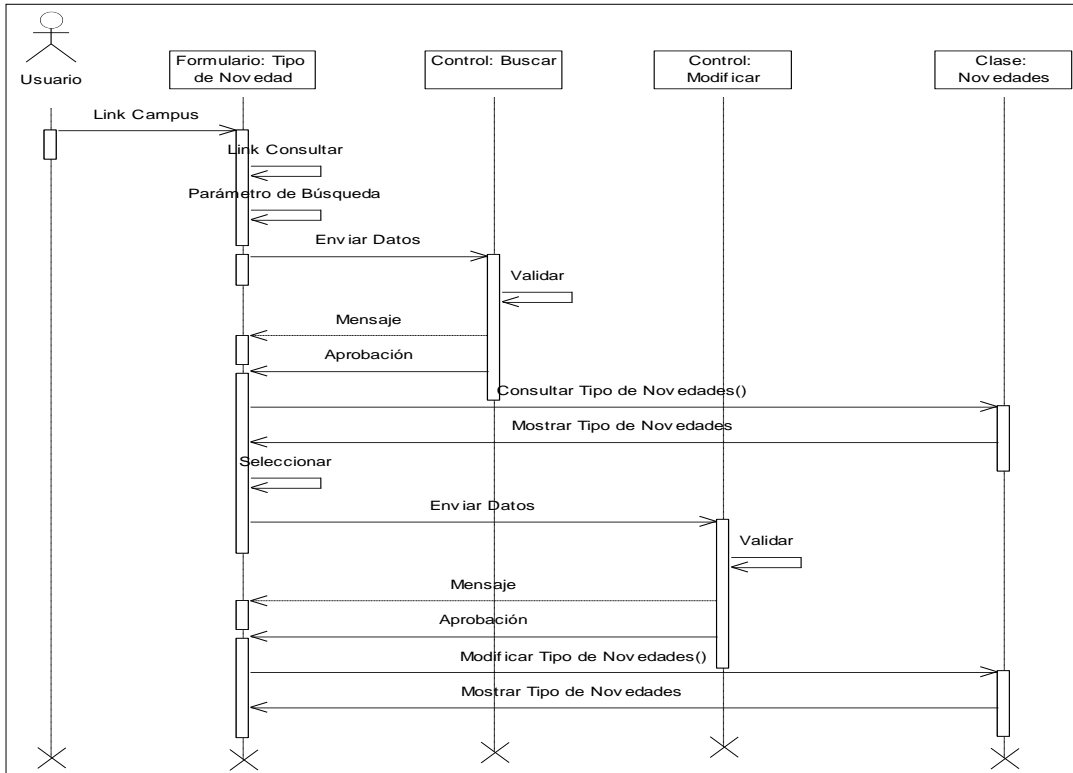 Usuario
Formulario: Tipo
de Novedad
Control: Buscar
Control:
Modificar
Clase:
Novedades
Link Campus
Link Consultar
Parámetro de Búsqueda
Enviar Datos
Validar
Mensaje
Aprobación
Consultar Tipo de Novedades()
Mostrar Tipo de Novedades
Seleccionar
Enviar Datos
Validar
Mensaje
Aprobación
Modificar Tipo de Novedades()
Mostrar Tipo de Novedades